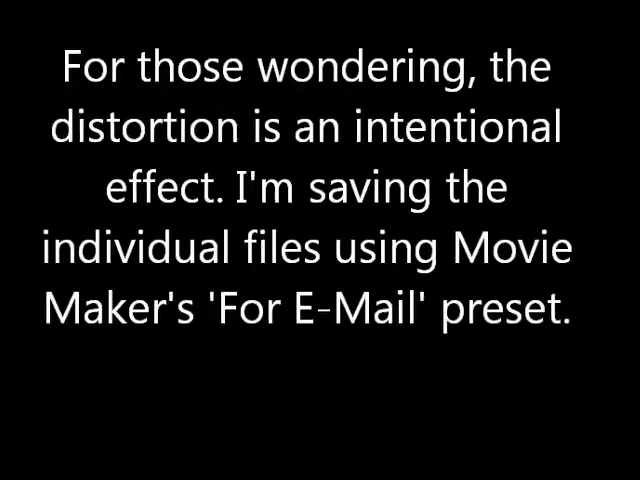 For those wondering, the
distortion is an intentional
effect. I'm saving the
individual files using Movie
Maker's 'For E-Mail' preset.